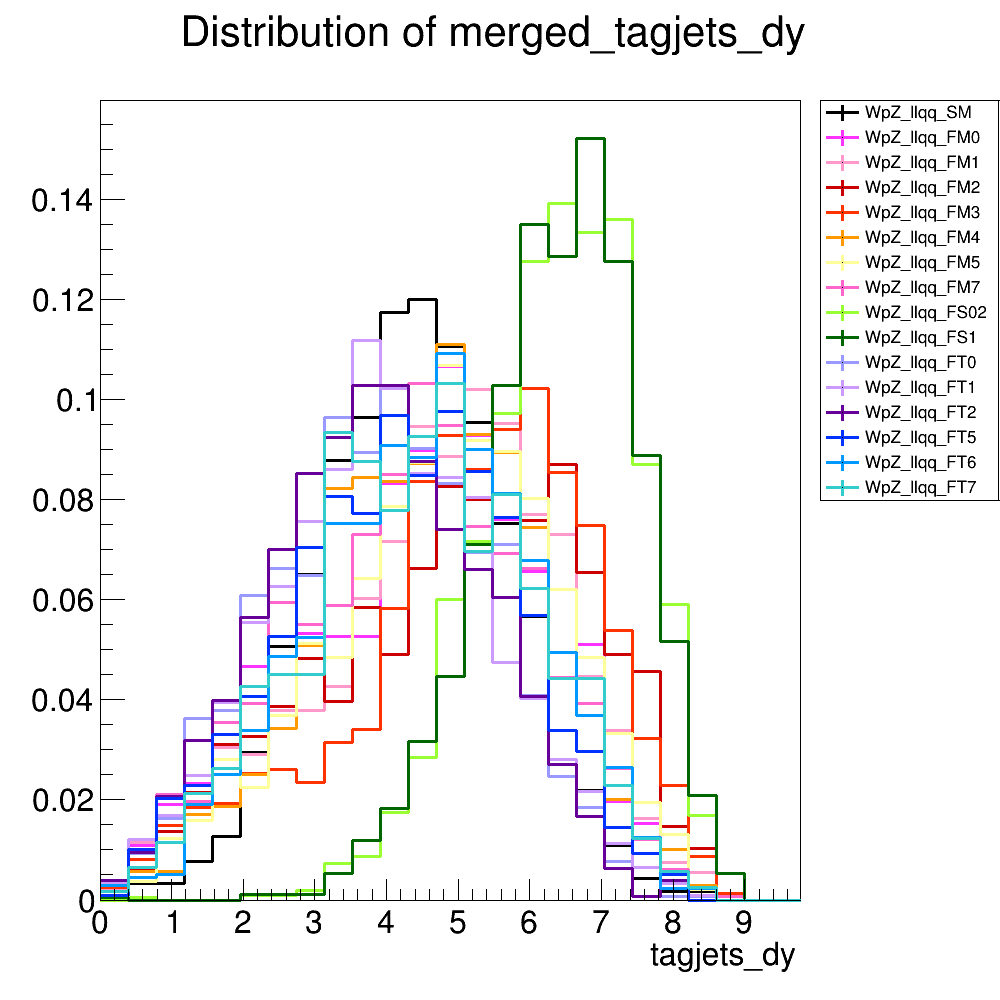 Distribution of merged_tagjets_dy
WpZ_llqq_SM
WpZ_llqq_FM0
WpZ_llqq_FM1
WpZ_llqq_FM2
WpZ_llqq_FM3
WpZ_llqq_FM4
WpZ_llqq_FM5
WpZ_llqq_FM7
WpZ_llqq_FS02
WpZ_llqq_FS1
WpZ_llqq_FT0
WpZ_llqq_FT1
WpZ_llqq_FT2
WpZ_llqq_FT5
WpZ_llqq_FT6
WpZ_llqq_FT7
0.14
0.12
0.1
0.08
0.06
0.04
0.02
0
0 1 2 3 4 5 6 7 8 9
tagjets_dy